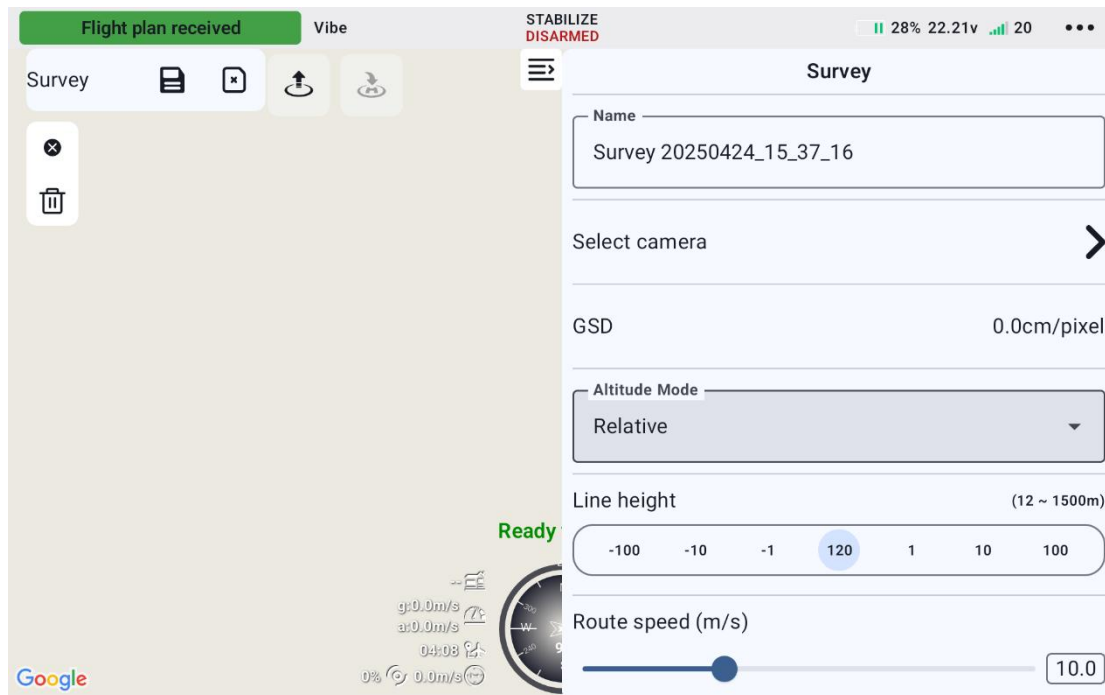 Flight plan received
Vibe
STABILIZE
DISARMED
28% 22.21v 20
Survey
Survey
Name
Survey 20250424_15_37_16
Select camera
GSD 0.0cm/pixel
Altitude Mode
Relative
Line height (12 ~ 1500m)
-100 -10 -1 120 1 10 100
Ready
Route speed (m/s)
10.0
--
g:0.0m/s
a:0.0m/s
04:08
0% 0.0m/s
300
W
240
Google